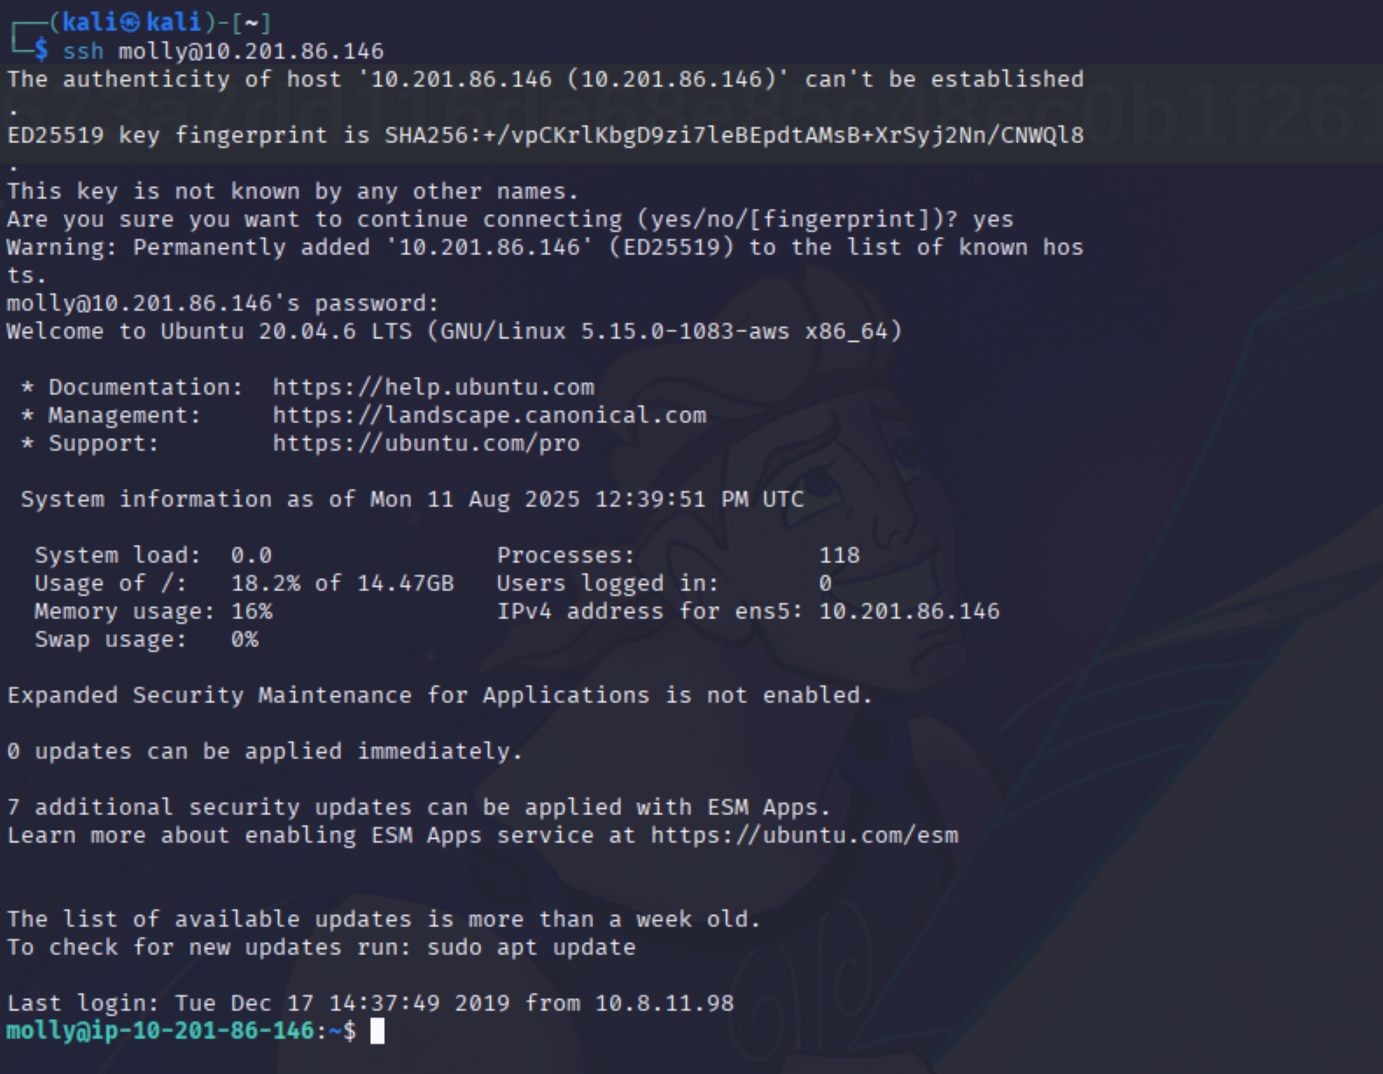 ┌──(kali㉿kali)-[~]
└─$ ssh molly@10.201.86.146
The authenticity of host '10.201.86.146 (10.201.86.146)' can't be established
.
ED25519 key fingerprint is SHA256:+/vpCKrlKbgD9zi7leBEpdtAMsB+XrSyj2Nn/CNWQl8
.
This key is not known by any other names.
Are you sure you want to continue connecting (yes/no/[fingerprint])? yes
Warning: Permanently added '10.201.86.146' (ED25519) to the list of known hos
ts.
molly@10.201.86.146's password:
Welcome to Ubuntu 20.04.6 LTS (GNU/Linux 5.15.0-1083-aws x86_64)

 * Documentation:  https://help.ubuntu.com
 * Management:     https://landscape.canonical.com
 * Support:        https://ubuntu.com/pro

 System information as of Mon 11 Aug 2025 12:39:51 PM UTC

  System load:  0.0                Processes:             118
  Usage of /:   18.2% of 14.47GB   Users logged in:       0
  Memory usage: 16%                IPv4 address for ens5: 10.201.86.146
  Swap usage:   0%

Expanded Security Maintenance for Applications is not enabled.

0 updates can be applied immediately.

7 additional security updates can be applied with ESM Apps.
Learn more about enabling ESM Apps service at https://ubuntu.com/esm


The list of available updates is more than a week old.
To check for new updates run: sudo apt update

Last login: Tue Dec 17 14:37:49 2019 from 10.8.11.98
molly@ip-10-201-86-146:~$